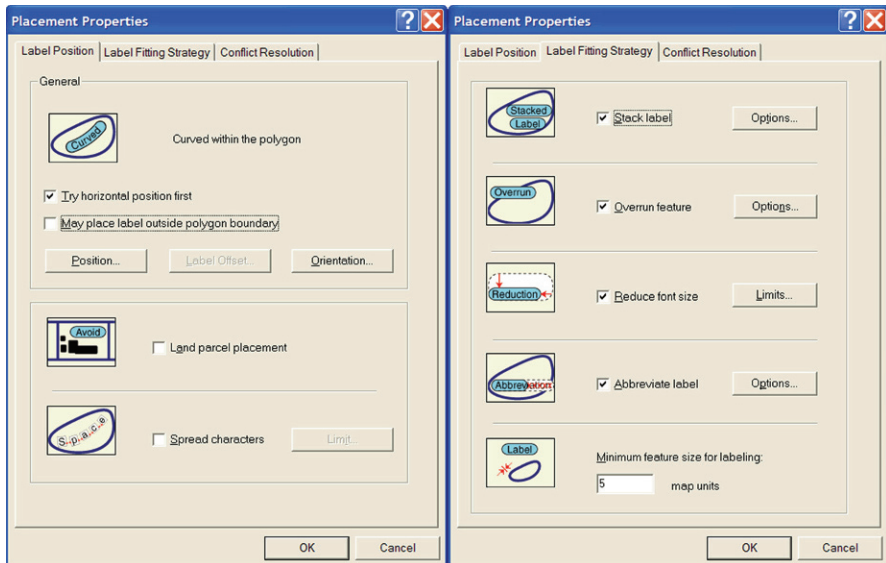 Placement Properties
Label Position Label Fitting Strategy Conflict Resolution
General
Curved
Curved within the polygon
Try horizontal position first
May place label outside polygon boundary
Position... Label Offset... Orientation...
Avoid
Land parcel placement
S.p.a.c.e
Spread characters
Limit...
OK Cancel
Placement Properties
Label Position Label Fitting Strategy Conflict Resolution
Stacked
Label
Stack label
Options...
Overrun
Overrun feature
Options...
Reduction
Reduce font size
Limits...
Abbreviation
Abbreviate label
Options...
Label
Minimum feature size for labeling:
5 map units
OK Cancel